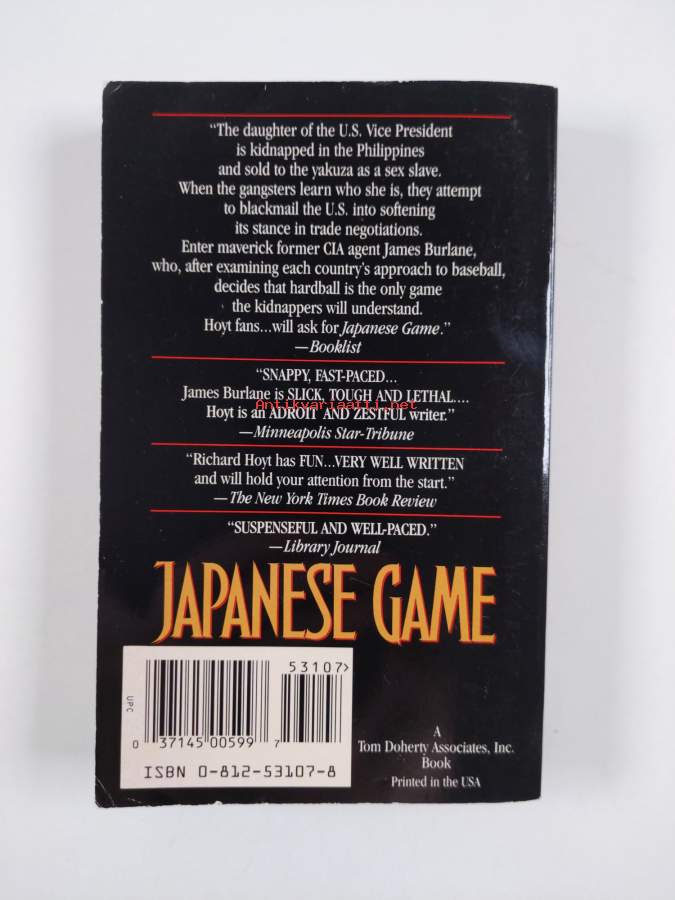 “The daughter of the U.S. Vice President
is kidnapped in the Philippines
and sold to the yakuza as a sex slave.
When the gangsters learn who she is, they attempt
to blackmail the U.S. into softening
its stance in trade negotiations.
Enter maverick former CIA agent James Burlane,
who, after examining each country’s approach to baseball,
decides that hardball is the only game
the kidnappers will understand.
Hoyt fans...will ask for Japanese Game.”
—Booklist
“SNAPPY, FAST-PACED...
James Burlane is SLICK, TOUGH AND LETHAL....
Antikvariaatti.net
Hoyt is an ADROIT AND ZESTFUL writer.”
—Minneapolis Star-Tribune
“Richard Hoyt has FUN...VERY WELL WRITTEN
and will hold your attention from the start.”
—The New York Times Book Review
“SUSPENSEFUL AND WELL-PACED.”
—Library Journal
JAPANESE GAME
53107>
UPC
0 37145 00599 7
ISBN 0-812-53107-8
A
Tom Doherty Associates, Inc.
Book
Printed in the USA